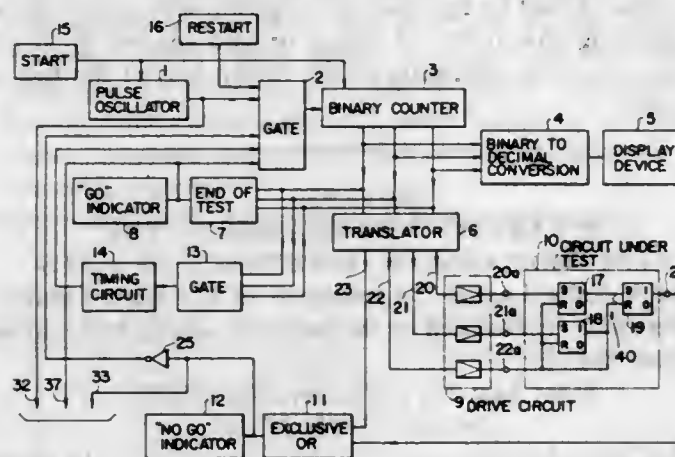 15
START
16
RESTART
1
PULSE
OSCILLATOR
2
GATE
3
BINARY COUNTER
4
BINARY TO
DECIMAL
CONVERSION
5
DISPLAY
DEVICE
"GO"
INDICATOR
8
END OF
TEST
7
TRANSLATOR
6
14
TIMING
CIRCUIT
13
GATE
23
22
21
20
20a
21a
22a
10
CIRCUIT UNDER
TEST
17
S I
R O
18
S I
R O
S I
R O
19
40
2
9
DRIVE CIRCUIT
25
32
37
33
12
"NO GO"
INDICATOR
11
EXCLUSIVE
OR